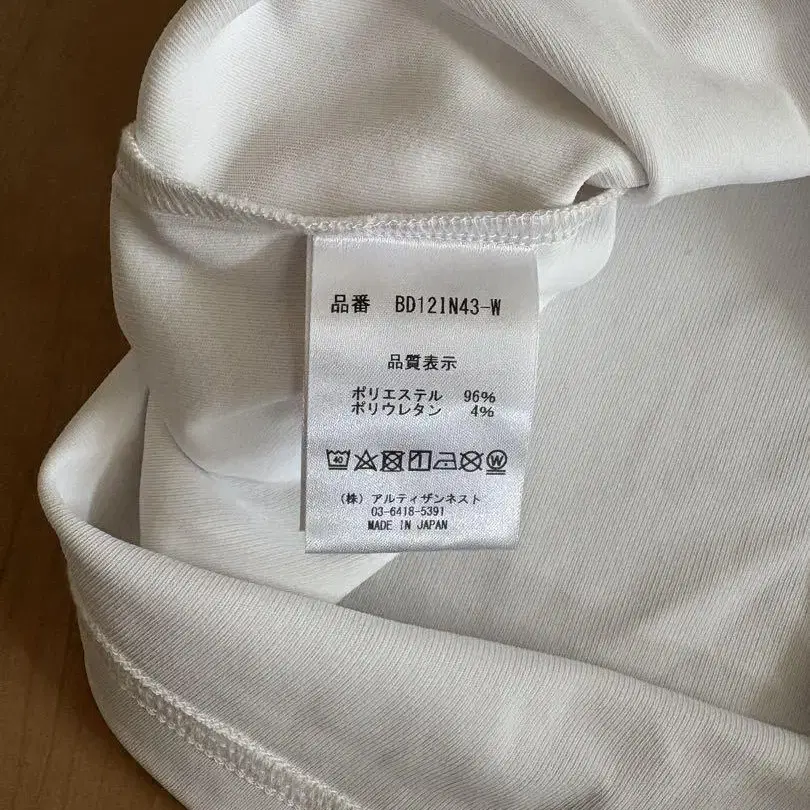 品番 BD12IN43-W
品質表示
ポリエステル 96%
ポリウレタン 4%
40 W
(株) アルティザンネスト
03-6418-5391
MADE IN JAPAN